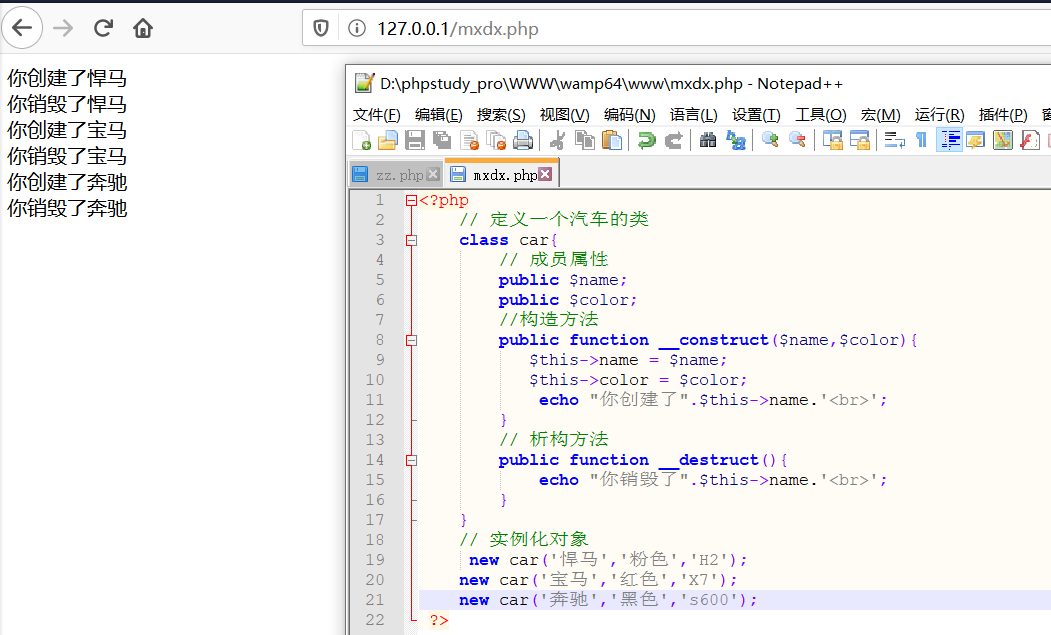 127.0.0.1/mxdx.php
你创建了悍马
你销毁了悍马
你创建了宝马
你销毁了宝马
你创建了奔驰
你销毁了奔驰
D:\phpstudy_pro\WWW\wamp64\www\mxdx.php - Notepad++
文件(F) 编辑(E) 搜索(S) 视图(V) 编码(N) 语言(L) 设置(T) 工具(O) 宏(M) 运行(R) 插件(P)
zz.php mxdx.php
1 <?php
2 // 定义一个汽车的类
3 class car{
4 // 成员属性
5 public $name;
6 public $color;
7 //构造方法
8 public function __construct($name,$color){
9 $this->name = $name;
10 $this->color = $color;
11 echo "你创建了".$this->name.'<br>';
12 }
13 // 析构方法
14 public function __destruct(){
15 echo "你销毁了".$this->name.'<br>';
16 }
17 }
18 // 实例化对象
19 new car('悍马','粉色','H2');
20 new car('宝马','红色','X7');
21 new car('奔驰','黑色','s600');
22 ?>